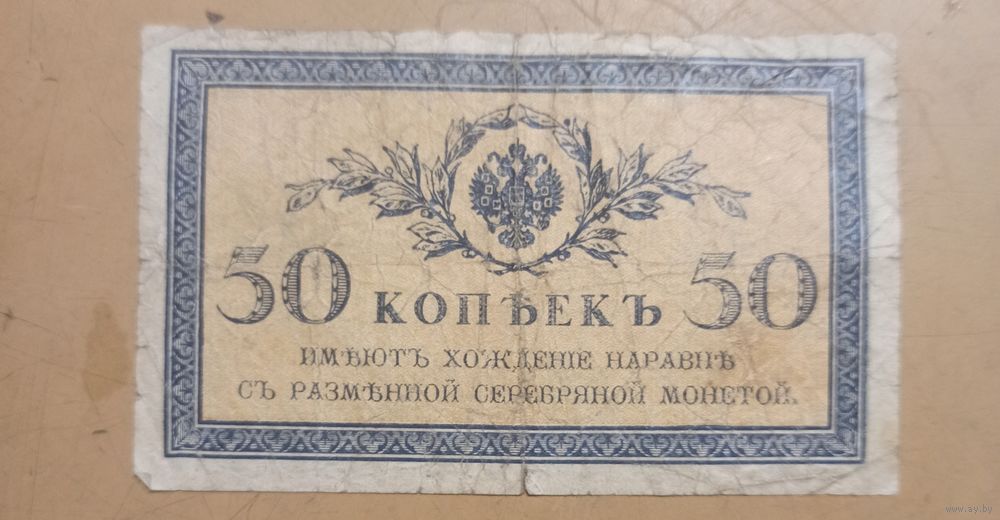 50 КОПѢЕКЪ 50
ИМѢЮТЪ ХОЖДЕНІЕ НАРАВНѢ
СЪ РАЗМѢННОЙ СЕРЕБРЯНОЙ МОНЕТОЙ.
www.ay.by